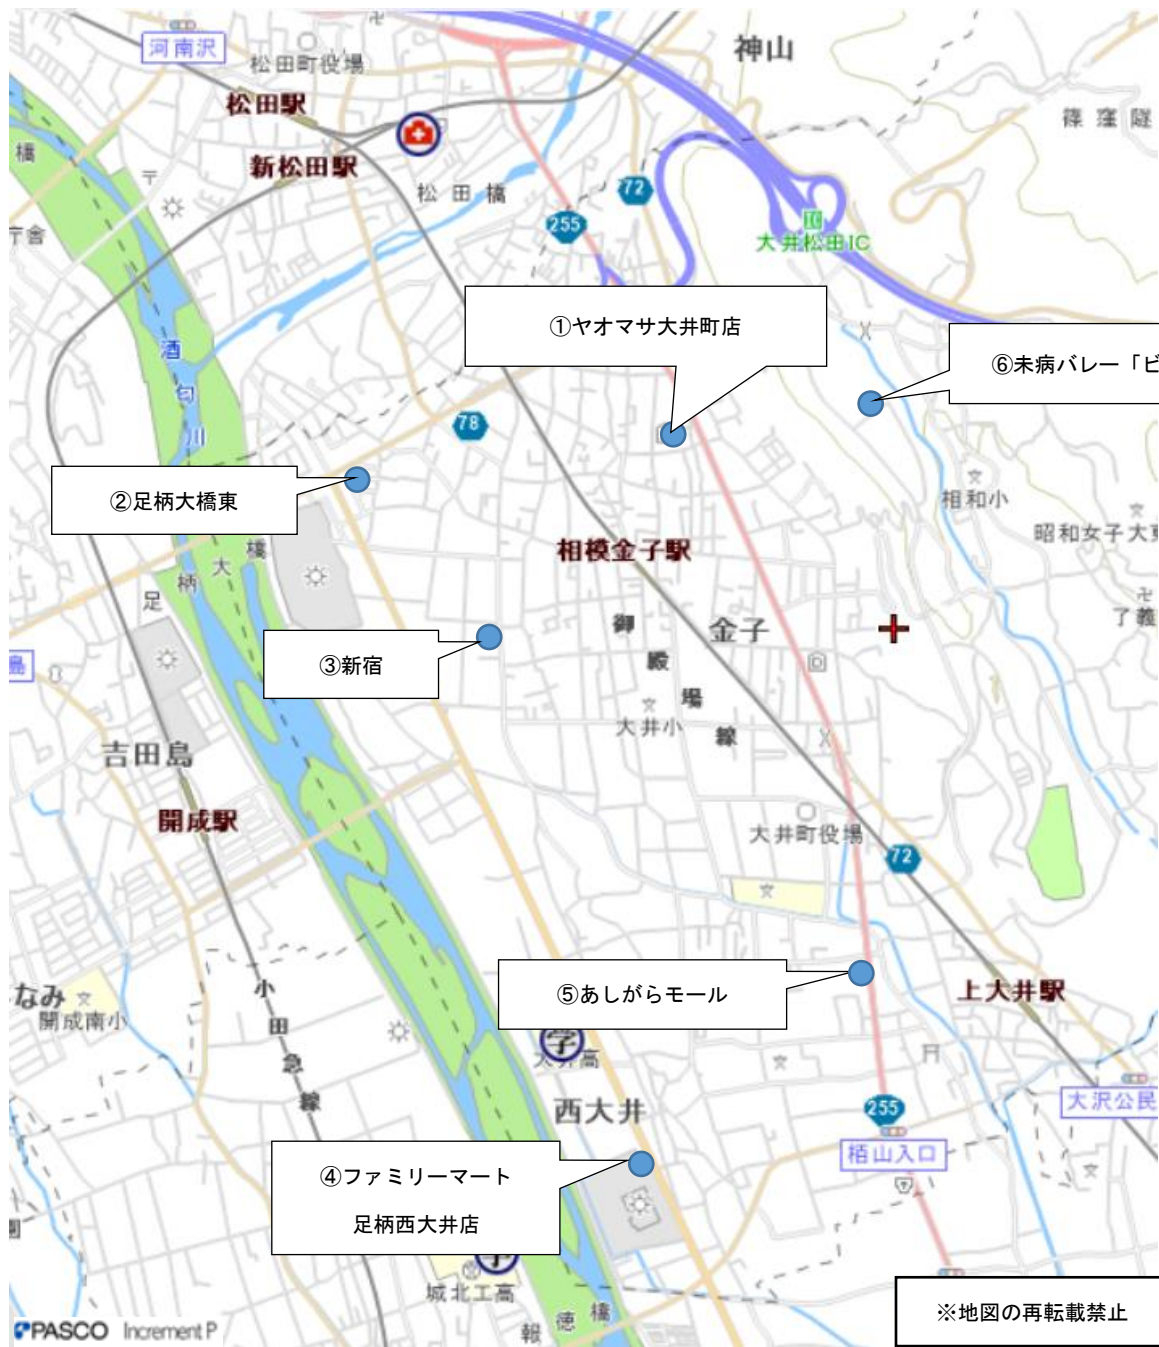 神山
河南沢
松田町役場
松田駅
篠窪隧
橋
新松田駅
松田橋
72
255
庁舎
IC
大井松田IC
①ヤオマサ大井町店
⑥未病バレー「ビ
酒匂川
78
②足柄大橋東
相和小
昭和女子大東
足柄大橋
相模金子駅
了義
御殿場線
金子
③新宿
島
大井小
吉田島
開成駅
大井町役場
72
⑤あしがらモール
上大井駅
なみ
開成南小
小田急線
学
大井高
西大井
255
大沢公民
栢山入口
④ファミリーマート
足柄西大井店
城北工高
報徳橋
※地図の再転載禁止
PASCO Increment P